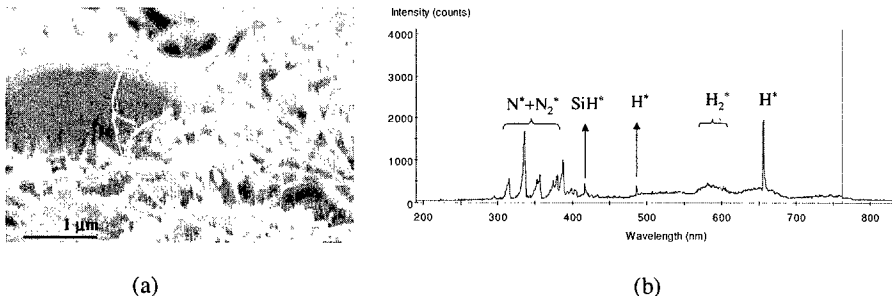 1 µm
(a)
Intensity (counts)
4000
3000
2000
1000
0
N*+N₂*
SiH*
H*
H₂*
H*
200
300
400
500
600
700
800
Wavelength (nm)
(b)